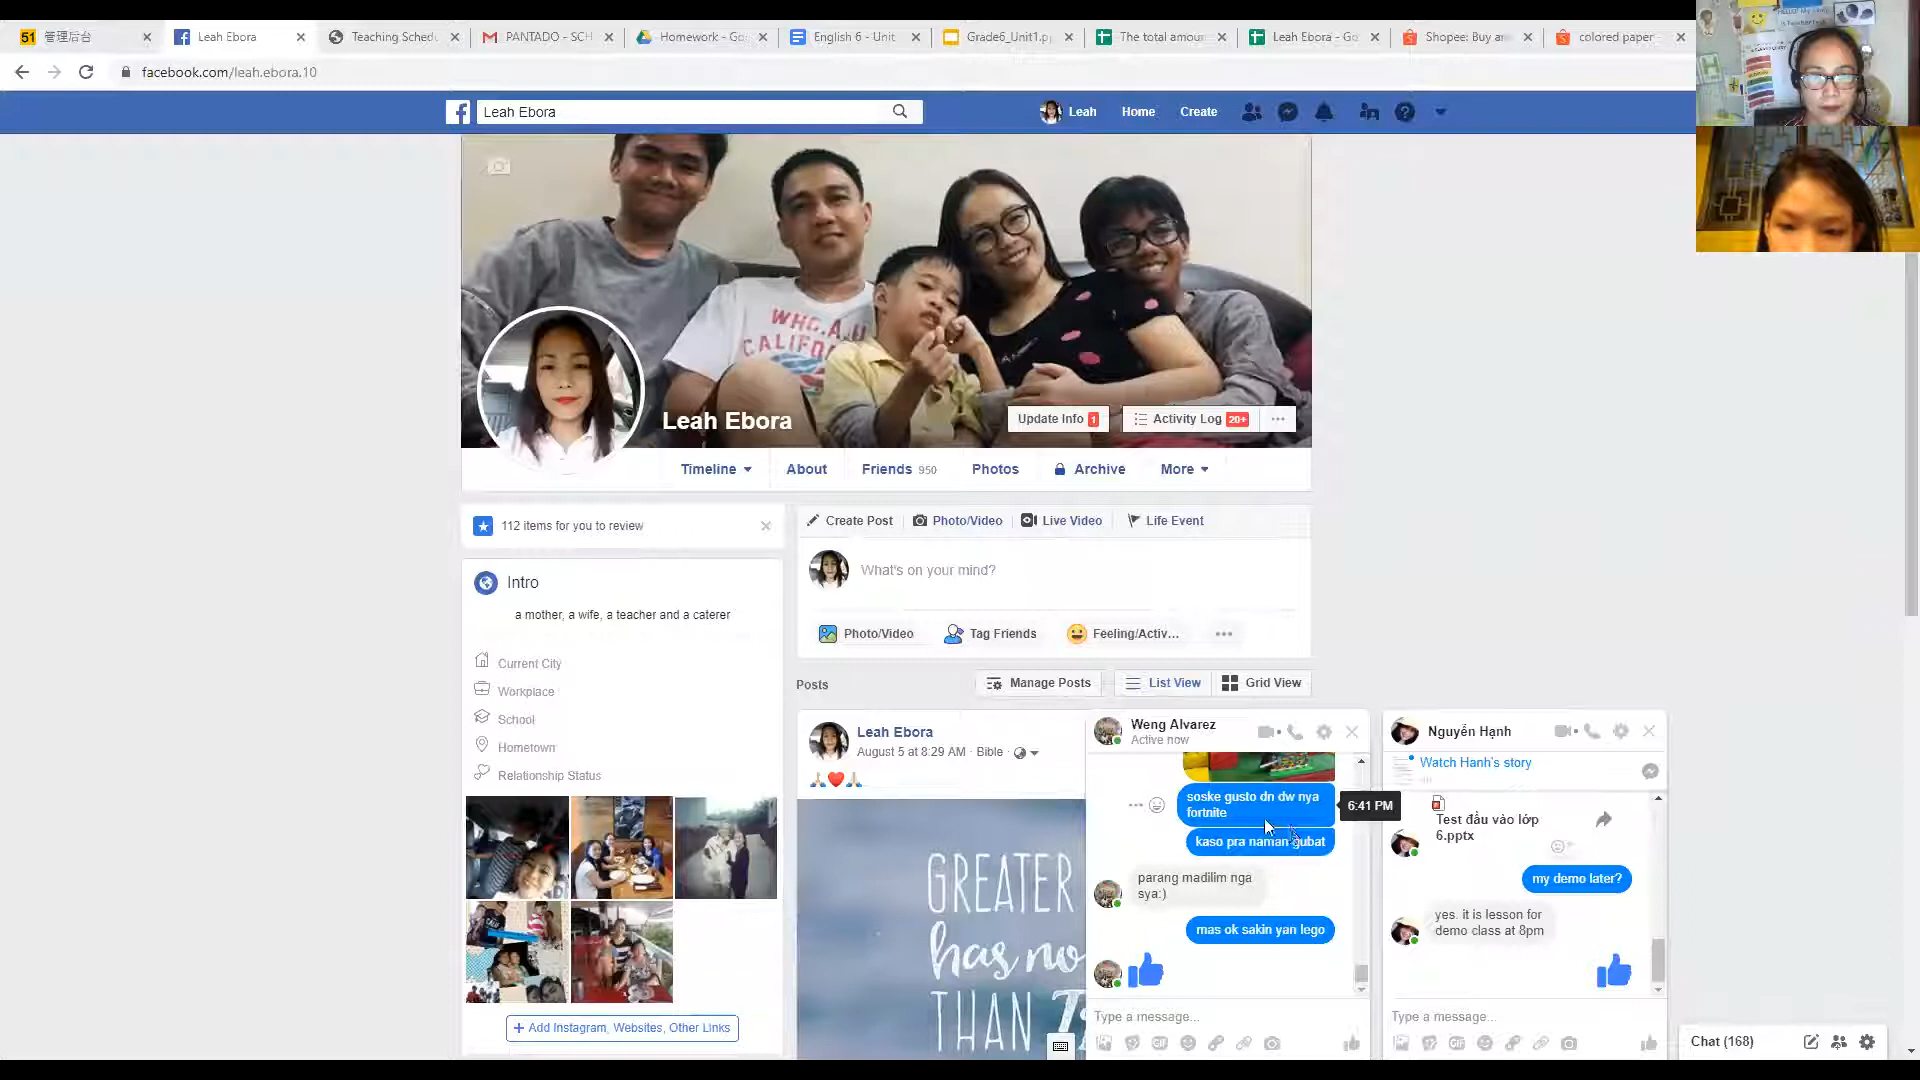 51 管理后台
Leah Ebora
Teaching Schedu
PANTADO - SCH
Homework - Go
English 6 - Unit
Grade6_Unit1.pp
The total amoun
Leah Ebora - Go
Shopee: Buy an
colored paper
facebook.com/leah.ebora.10
Leah Ebora
Leah
Home
Create
WHC.A.U
CALIFO
Leah Ebora
Update Info 1
Activity Log 20+
Timeline
About
Friends 950
Photos
Archive
More
112 items for you to review
Create Post
Photo/Video
Live Video
Life Event
What's on your mind?
Intro
a mother, a wife, a teacher and a caterer
Photo/Video
Tag Friends
Feeling/Activ...
Current City
Workplace
School
Hometown
Relationship Status
Posts
Manage Posts
List View
Grid View
Leah Ebora
August 5 at 8:29 AM · Bible ·
GREATER
has no
THAN
Add Instagram, Websites, Other Links
Weng Alvarez
Active now
soske gusto dn dw nya
fortnite
6:41 PM
kaso pra naman gubat
parang madilim nga
sya:)
mas ok sakin yan lego
Type a message...
Nguyễn Hạnh
Watch Hạnh's story
Test đầu vào lớp
6.pptx
my demo later?
yes. it is lesson for
demo class at 8pm
Type a message...
Chat (168)